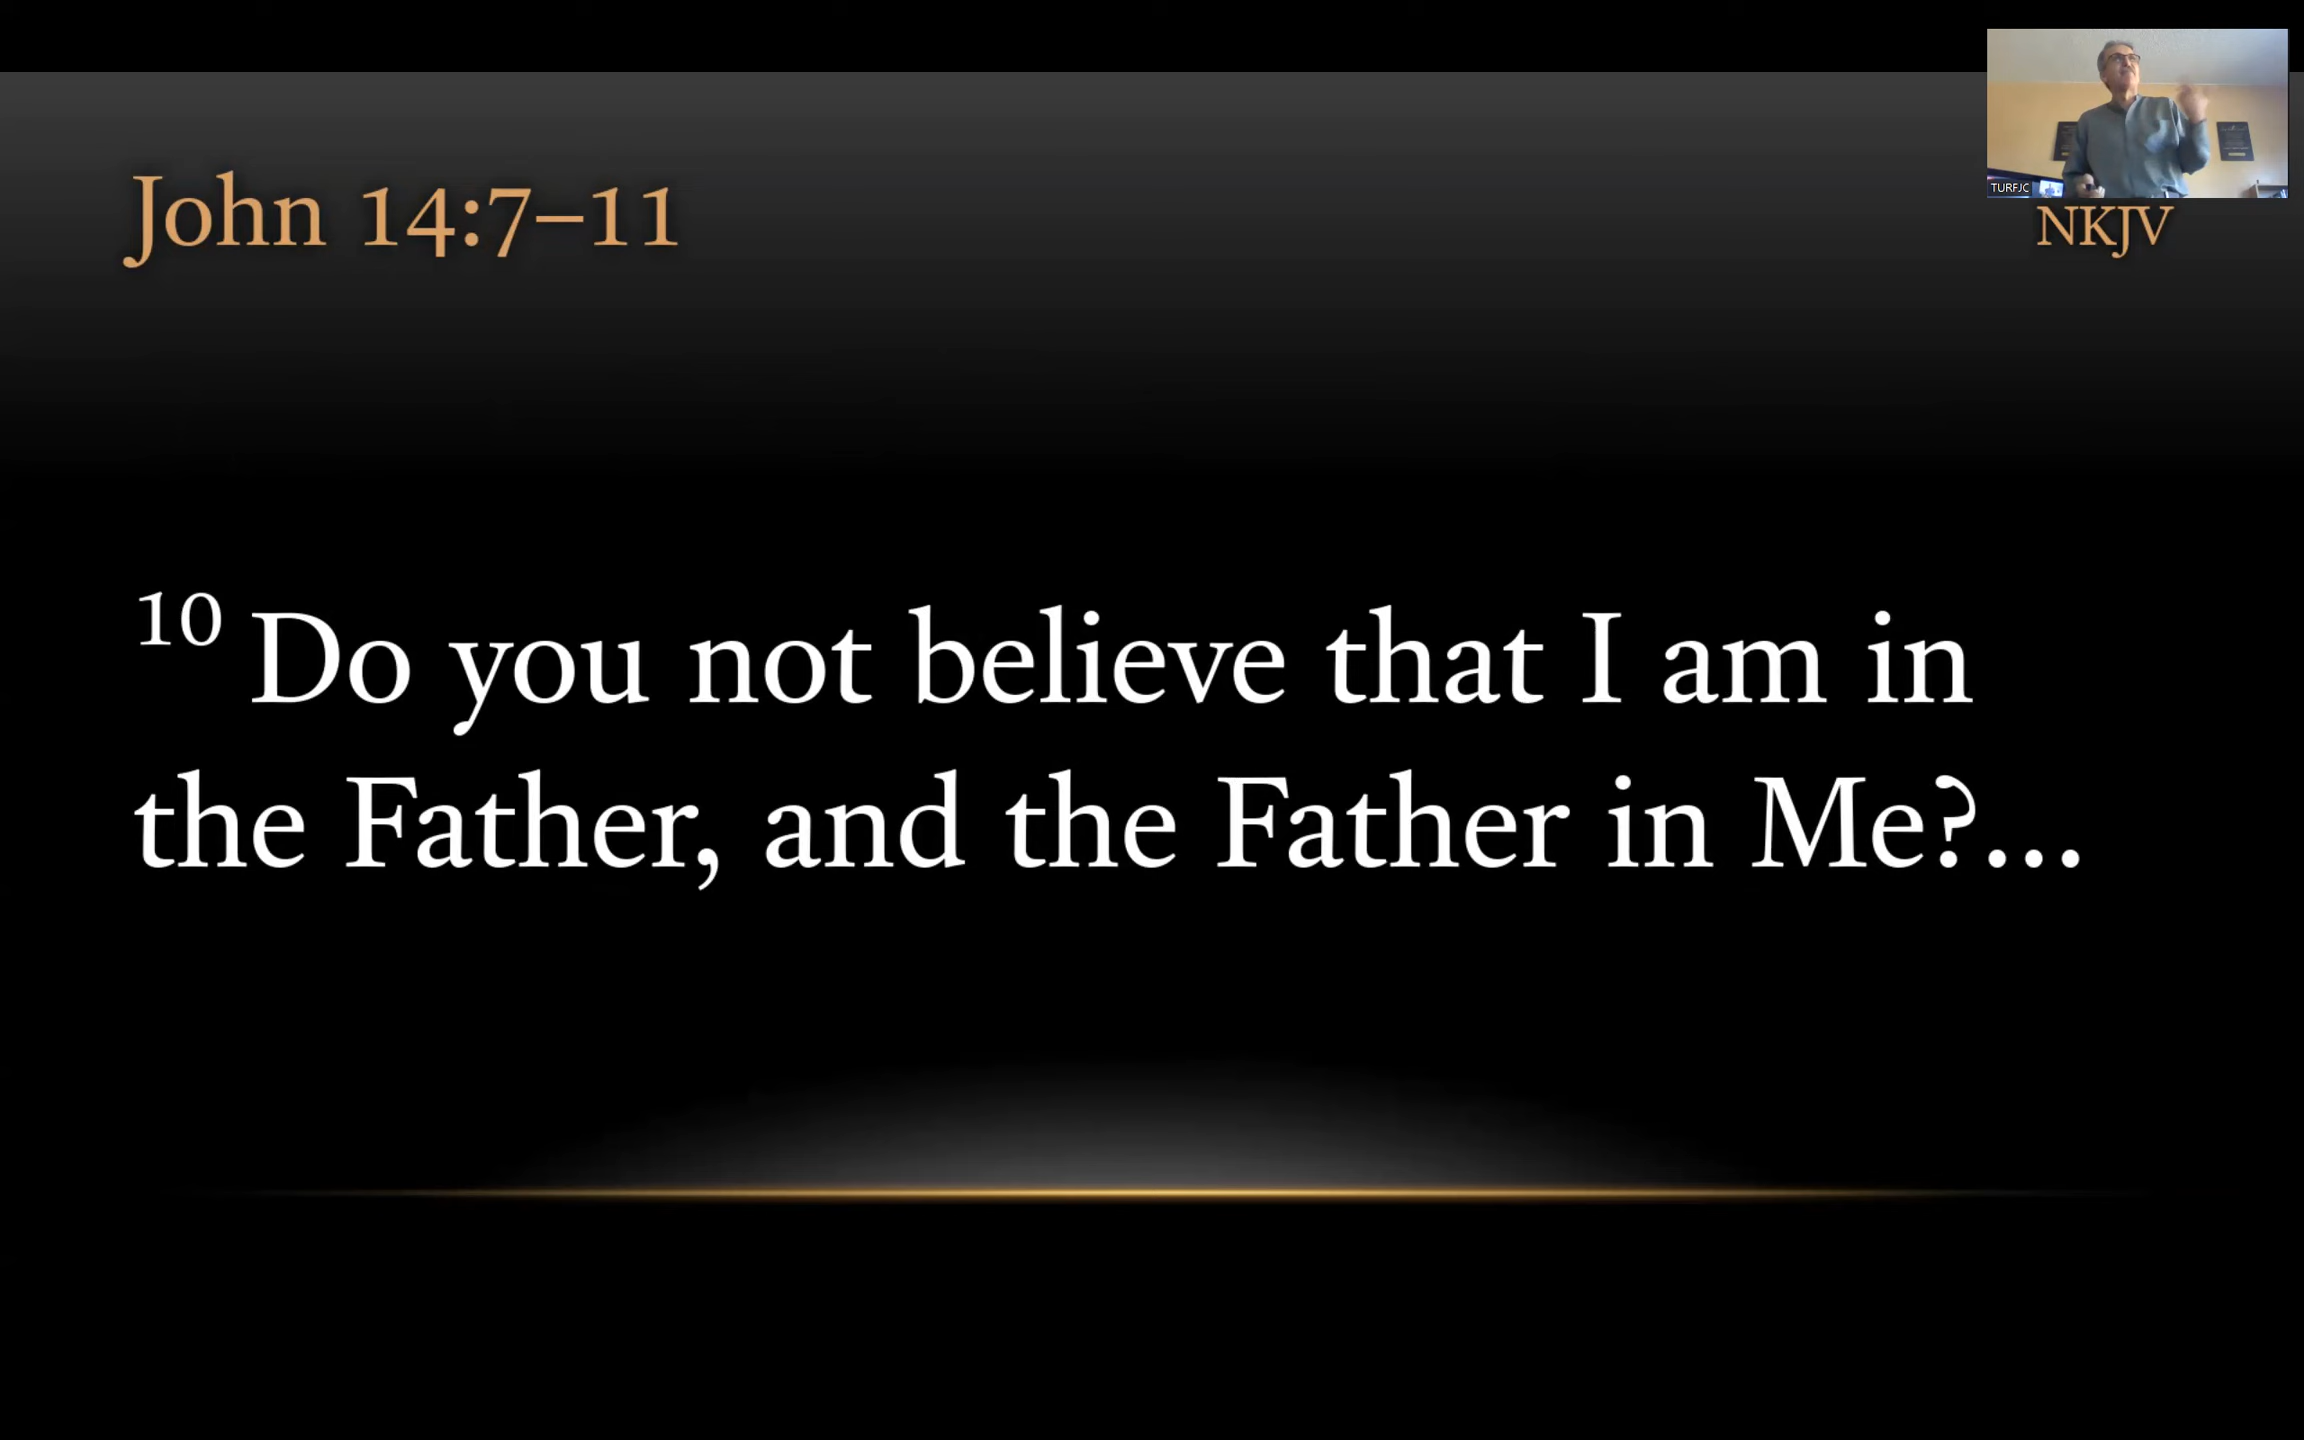 TURFJC
John 14:7–11
NKJV
10 Do you not believe that I am in
the Father, and the Father in Me?...